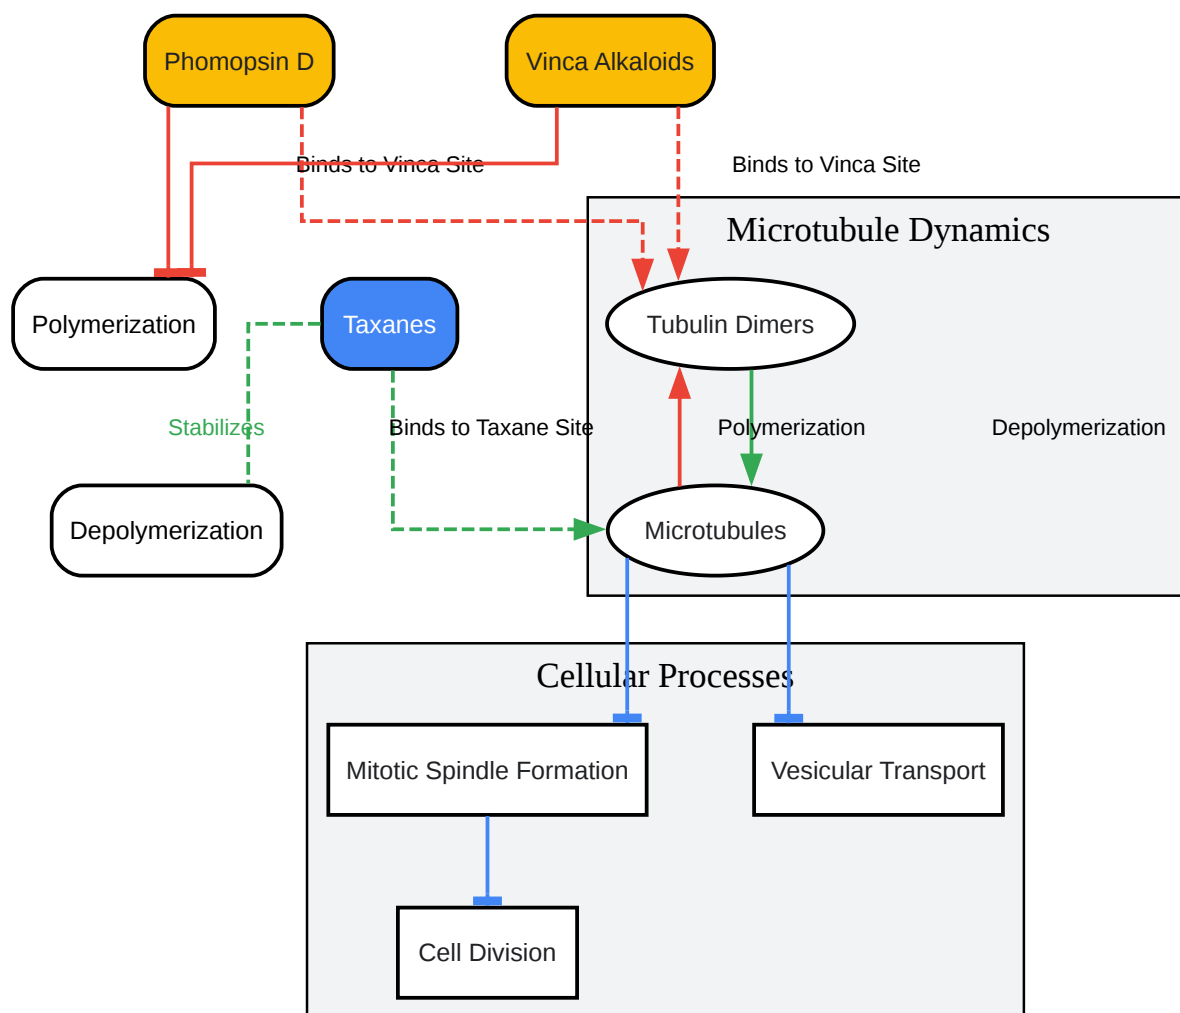 Phomopsin D
Vinca Alkaloids
Binds to Vinca Site
Binds to Vinca Site
Microtubule Dynamics
Polymerization
Taxanes
Tubulin Dimers
Stabilizes
Binds to Taxane Site
Polymerization
Depolymerization
Depolymerization
Microtubules
Cellular Processes
Mitotic Spindle Formation
Vesicular Transport
Cell Division